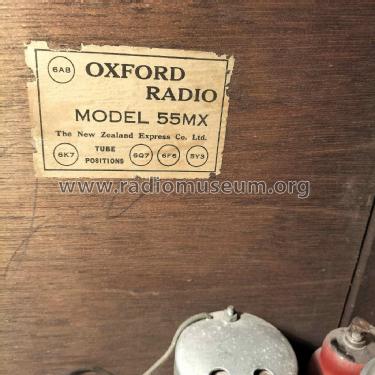 6A8 OXFORD
RADIO
MODEL 55MX
The New Zealand Express Co. Ltd.
6K7 TUBE POSITIONS 6Q7 6F6 5Y3
www.radiomuseum.org